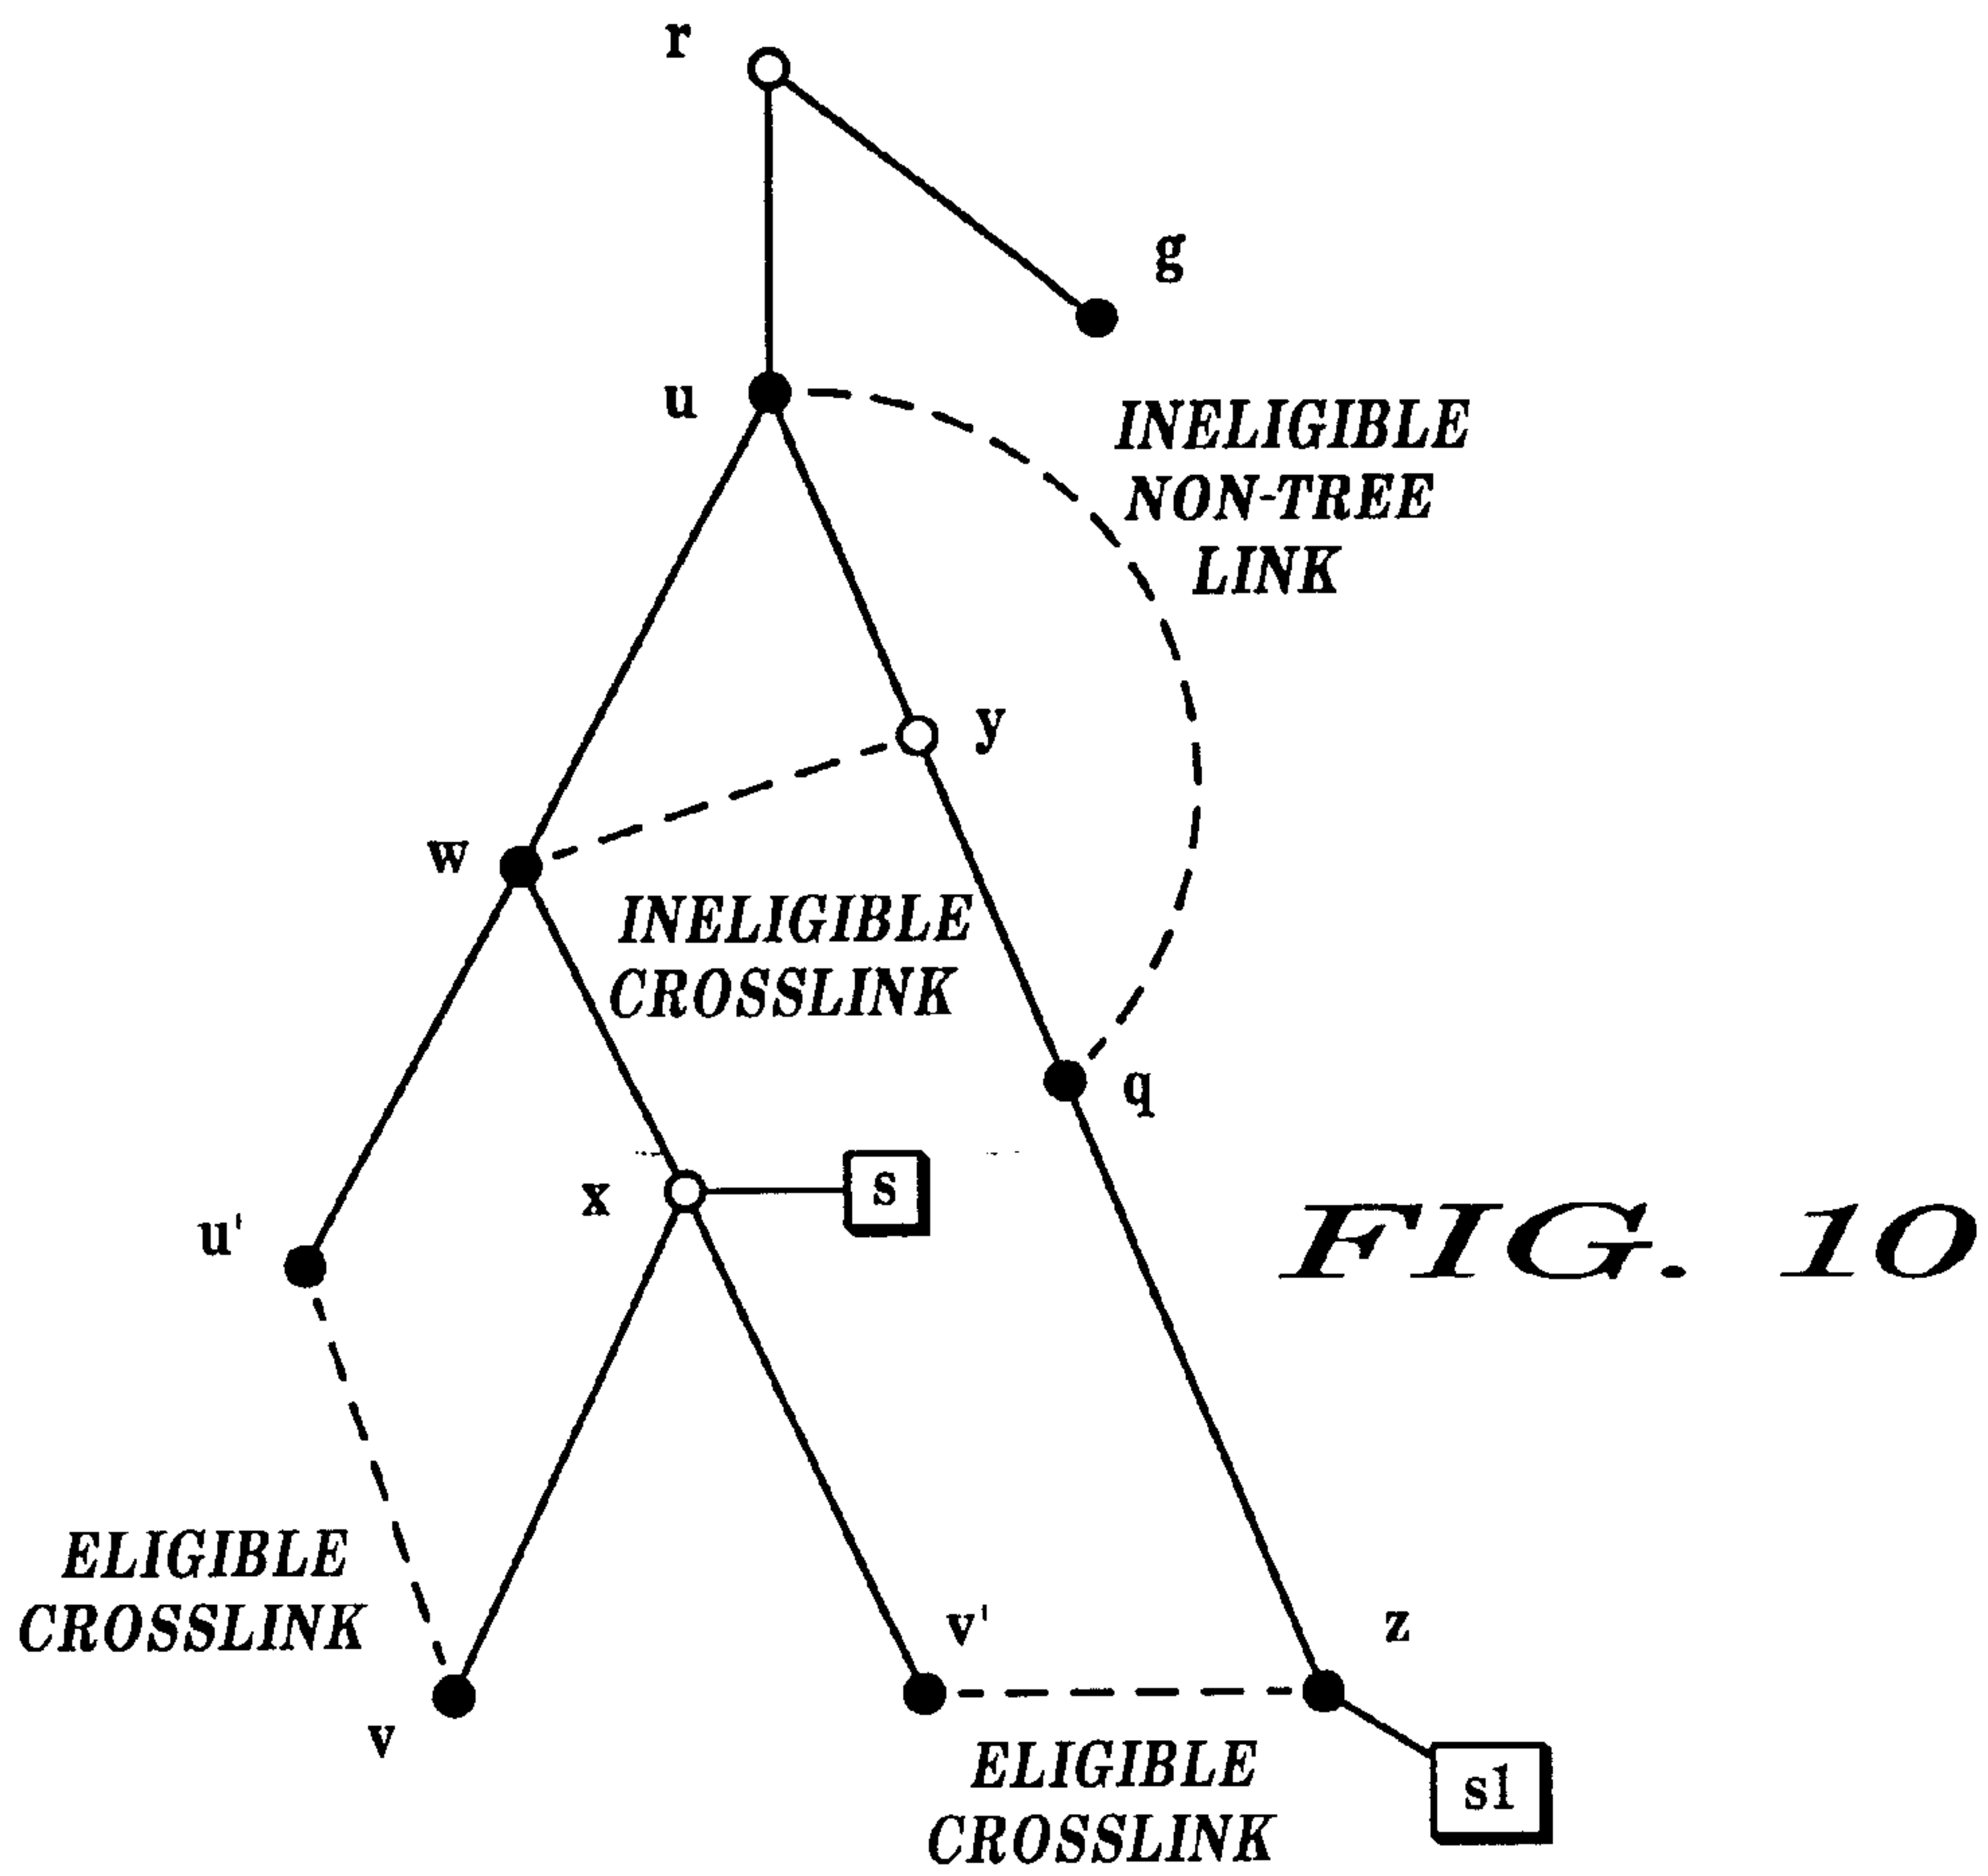 r
g
u
INELIGIBLE
NON-TREE
LINK
y
w
INELIGIBLE
CROSSLINK
q
x
s
u'
FIG. 10
ELIGIBLE
CROSSLINK
v'
z
v
ELIGIBLE
CROSSLINK
s1